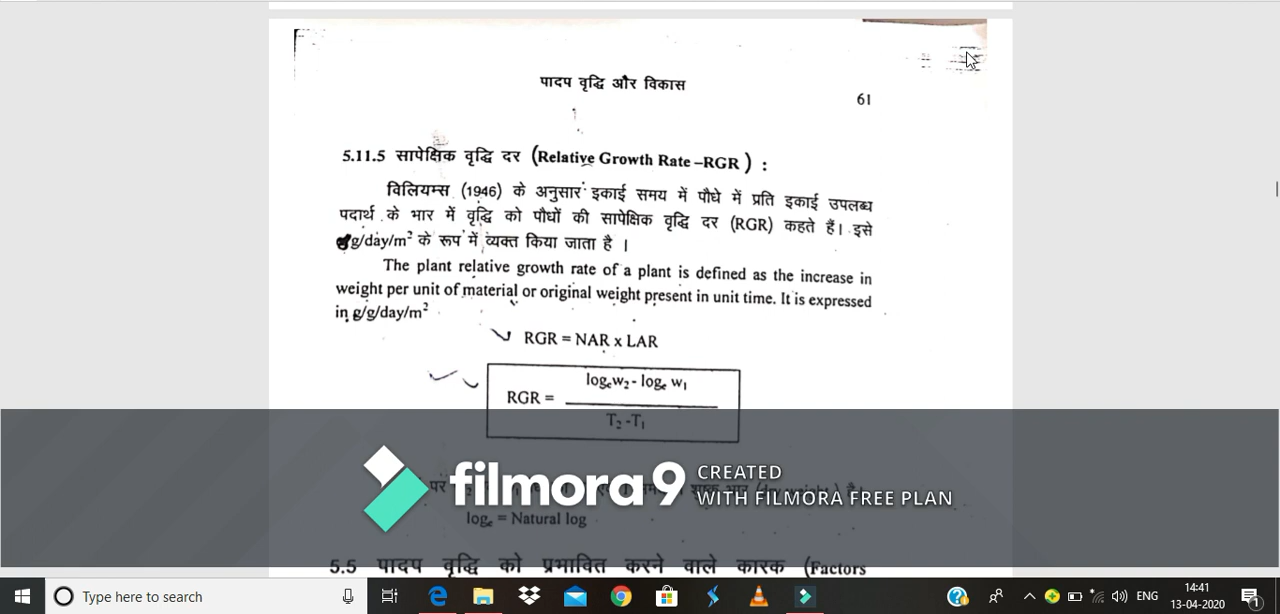 पादप वृद्धि और विकास
61
5.11.5 सापेक्षिक वृद्धि दर (Relative Growth Rate –RGR) :
विलियम्स (1946) के अनुसार इकाई समय में पौधे में प्रति इकाई उपलब्ध
पदार्थ के भार में वृद्धि को पौधों की सापेक्षिक वृद्धि दर (RGR) कहते हैं। इसे
g/day/m² के रूप में व्यक्त किया जाता है ।
The plant relative growth rate of a plant is defined as the increase in
weight per unit of material or original weight present in unit time. It is expressed
in g/g/day/m²
RGR = NAR x LAR
logₑw₂ - logₑ w₁
RGR =
T₂ -T₁
filmora9 CREATED
WITH FILMORA FREE PLAN
logₑ = Natural log
5.5 पादप वृद्धि को प्रभावित करने वाले कारक (Factors
Type here to search
ENG
14:41
13-04-2020
1